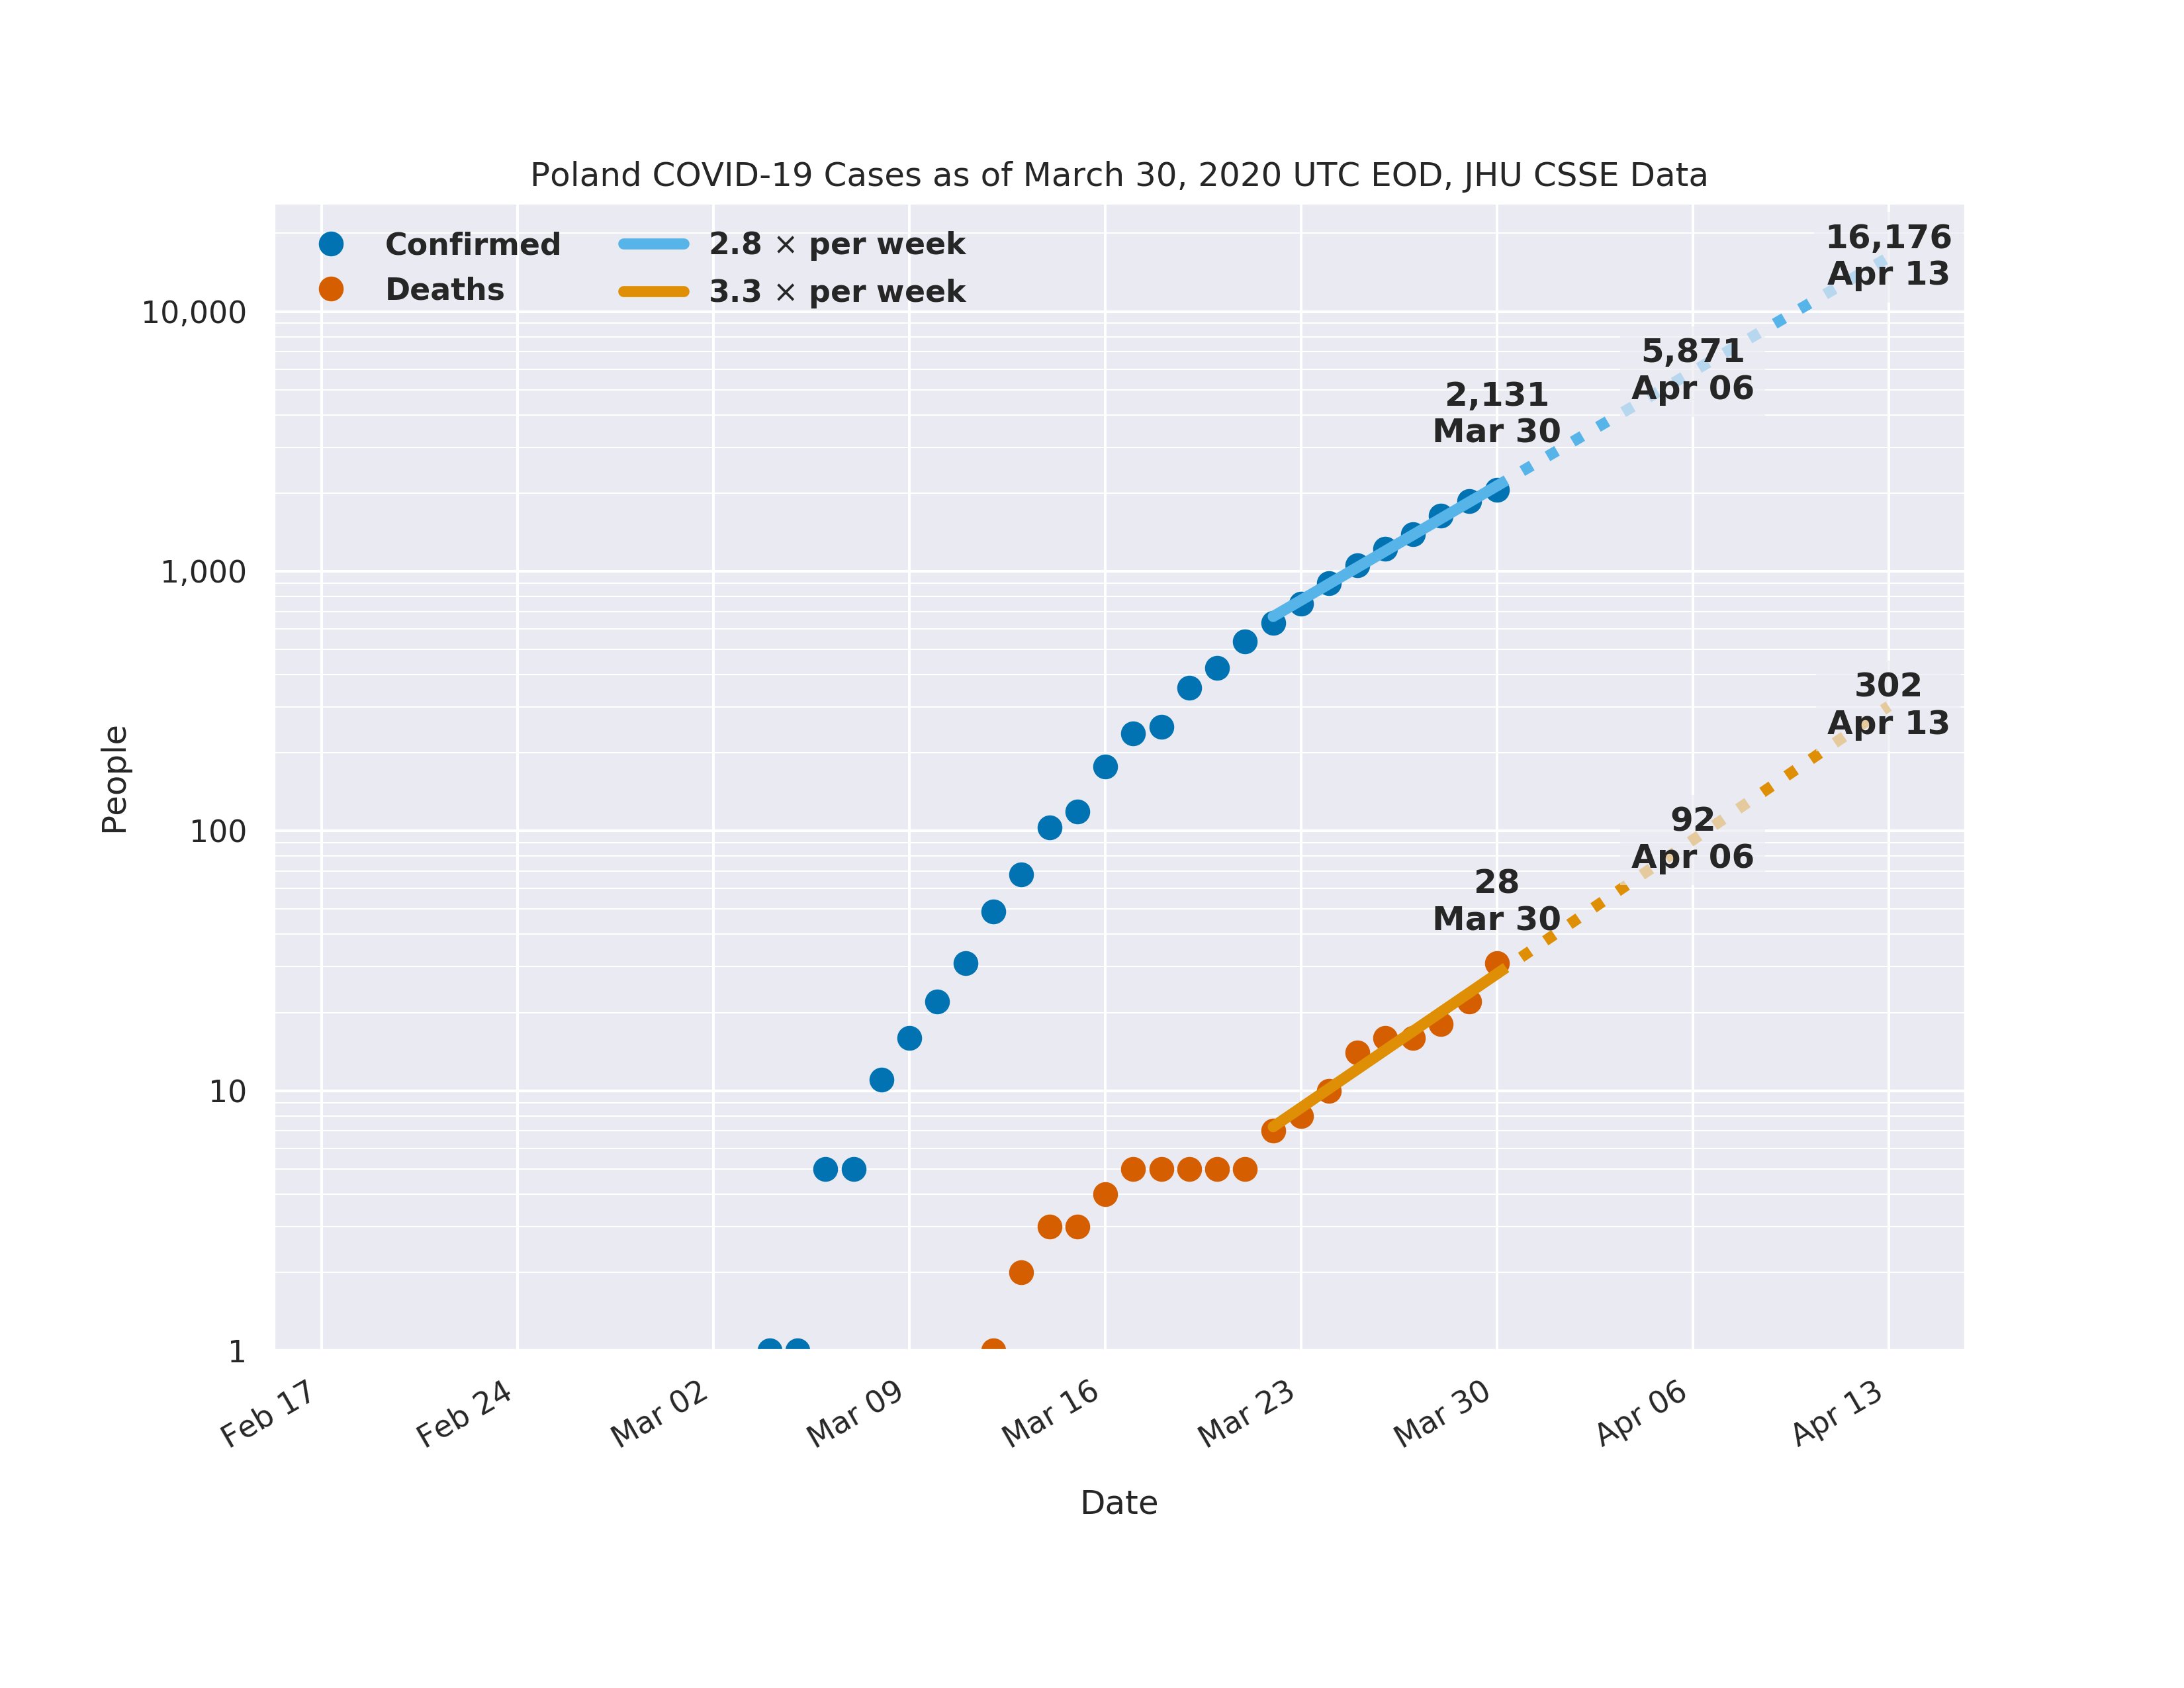 Poland COVID-19 Cases as of March 30, 2020 UTC EOD, JHU CSSE Data
Confirmed
Deaths
2.8 × per week
3.3 × per week
16,176
Apr 13
5,871
Apr 06
2,131
Mar 30
302
Apr 13
92
Apr 06
28
Mar 30
People
10,000
1,000
100
10
1
Feb 17
Feb 24
Mar 02
Mar 09
Mar 16
Mar 23
Mar 30
Apr 06
Apr 13
Date